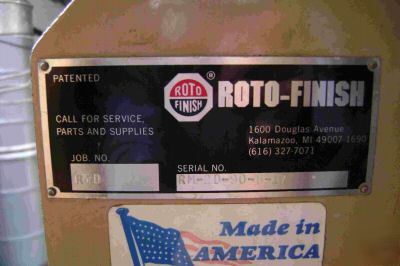 PATENTED
ROTO
FINISH
®
ROTO-FINISH
CALL FOR SERVICE,
PARTS AND SUPPLIES
1600 Douglas Avenue
Kalamazoo, MI 49007-1690
(616) 327-7071
JOB. NO.
SERIAL NO.
Made in
AMERICA